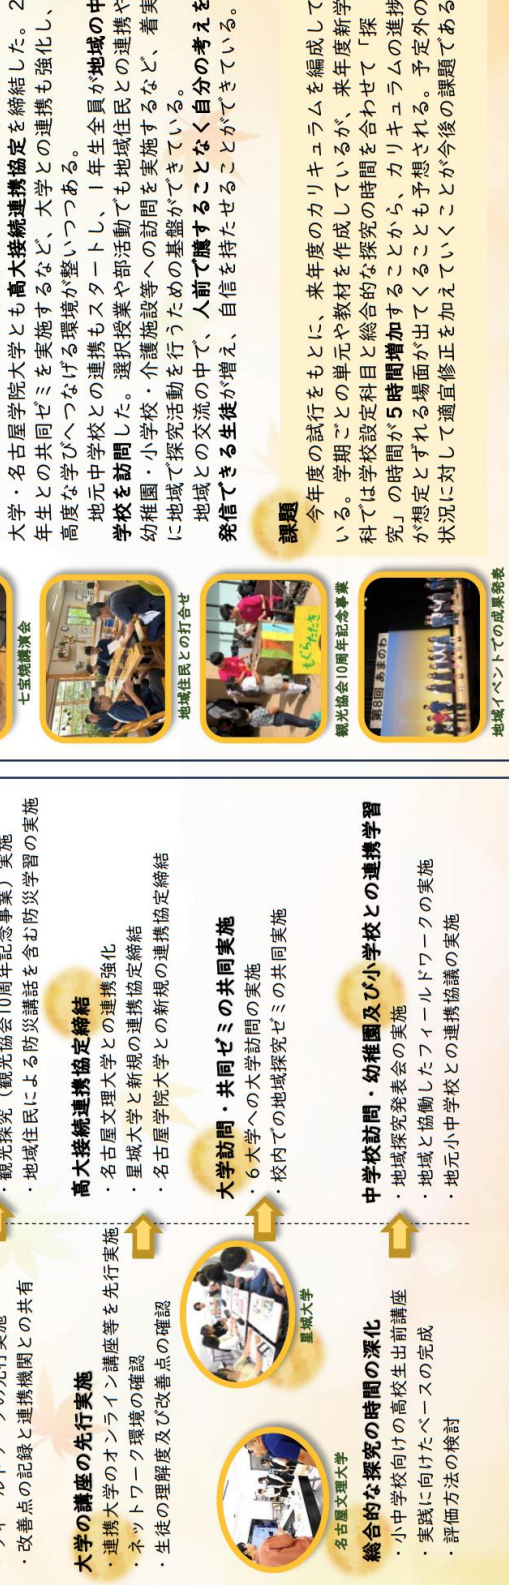 ・改善点の記録と連携機関との共有
大学の講座の先行実施
・連携大学のオンライン講座等を先行実施
・ネットワーク環境の確認
・生徒の理解度及び改善点の確認
名古屋文理大学
星城大学
総合的な探究の時間の深化
・小中学校向けの高校生出前講座
・実践に向けたベースの完成
・評価方法の検討
・観光探究（観光協会10周年記念事業）実施
・地域住民による防災講話を含む防災学習の実施
高大接続連携協定締結
・名古屋文理大学との連携強化
・星城大学と新規の連携協定締結
・名古屋学院大学との新規の連携協定締結
大学訪問・共同ゼミの共同実施
・６大学への大学訪問の実施
・校内での地域探究ゼミの共同実施
中学校訪問・幼稚園及び小学校との連携学習
・地域探究発表会の実施
・地域と協働したフィールドワークの実施
・地元小中学校との連携協議の実施
七宝焼講演会
地域住民との打合せ
もぐらたたき
観光協会10周年記念事業
第8回 あまのわ
地域イベントでの成果発表
大学・名古屋学院大学とも高大接続連携協定を締結した。２
年生との共同ゼミを実施するなど、大学との連携も強化し、
高度な学びへつなげる環境が整いつつある。
地元中学校との連携もスタートし、１年生全員が地域の中
学校を訪問した。選択授業や部活動でも地域住民との連携や
幼稚園・小学校・介護施設等への訪問を実施するなど、着実
に地域で探究活動を行うための基盤ができている。
地域との交流の中で、人前で臆することなく自分の考えを
発信できる生徒が増え、自信を持たせることができている。
課題
今年度の試行をもとに、来年度のカリキュラムを編成して
いる。学期ごとの単元や教材を作成しているが、来年度新学
科では学校設定科目と総合的な探究の時間を合わせて「探
究」の時間が５時間増加することから、カリキュラムの進捗
が想定とずれる場面が出てくることも予想される。予定外の
状況に対して適宜修正を加えていくことが今後の課題である